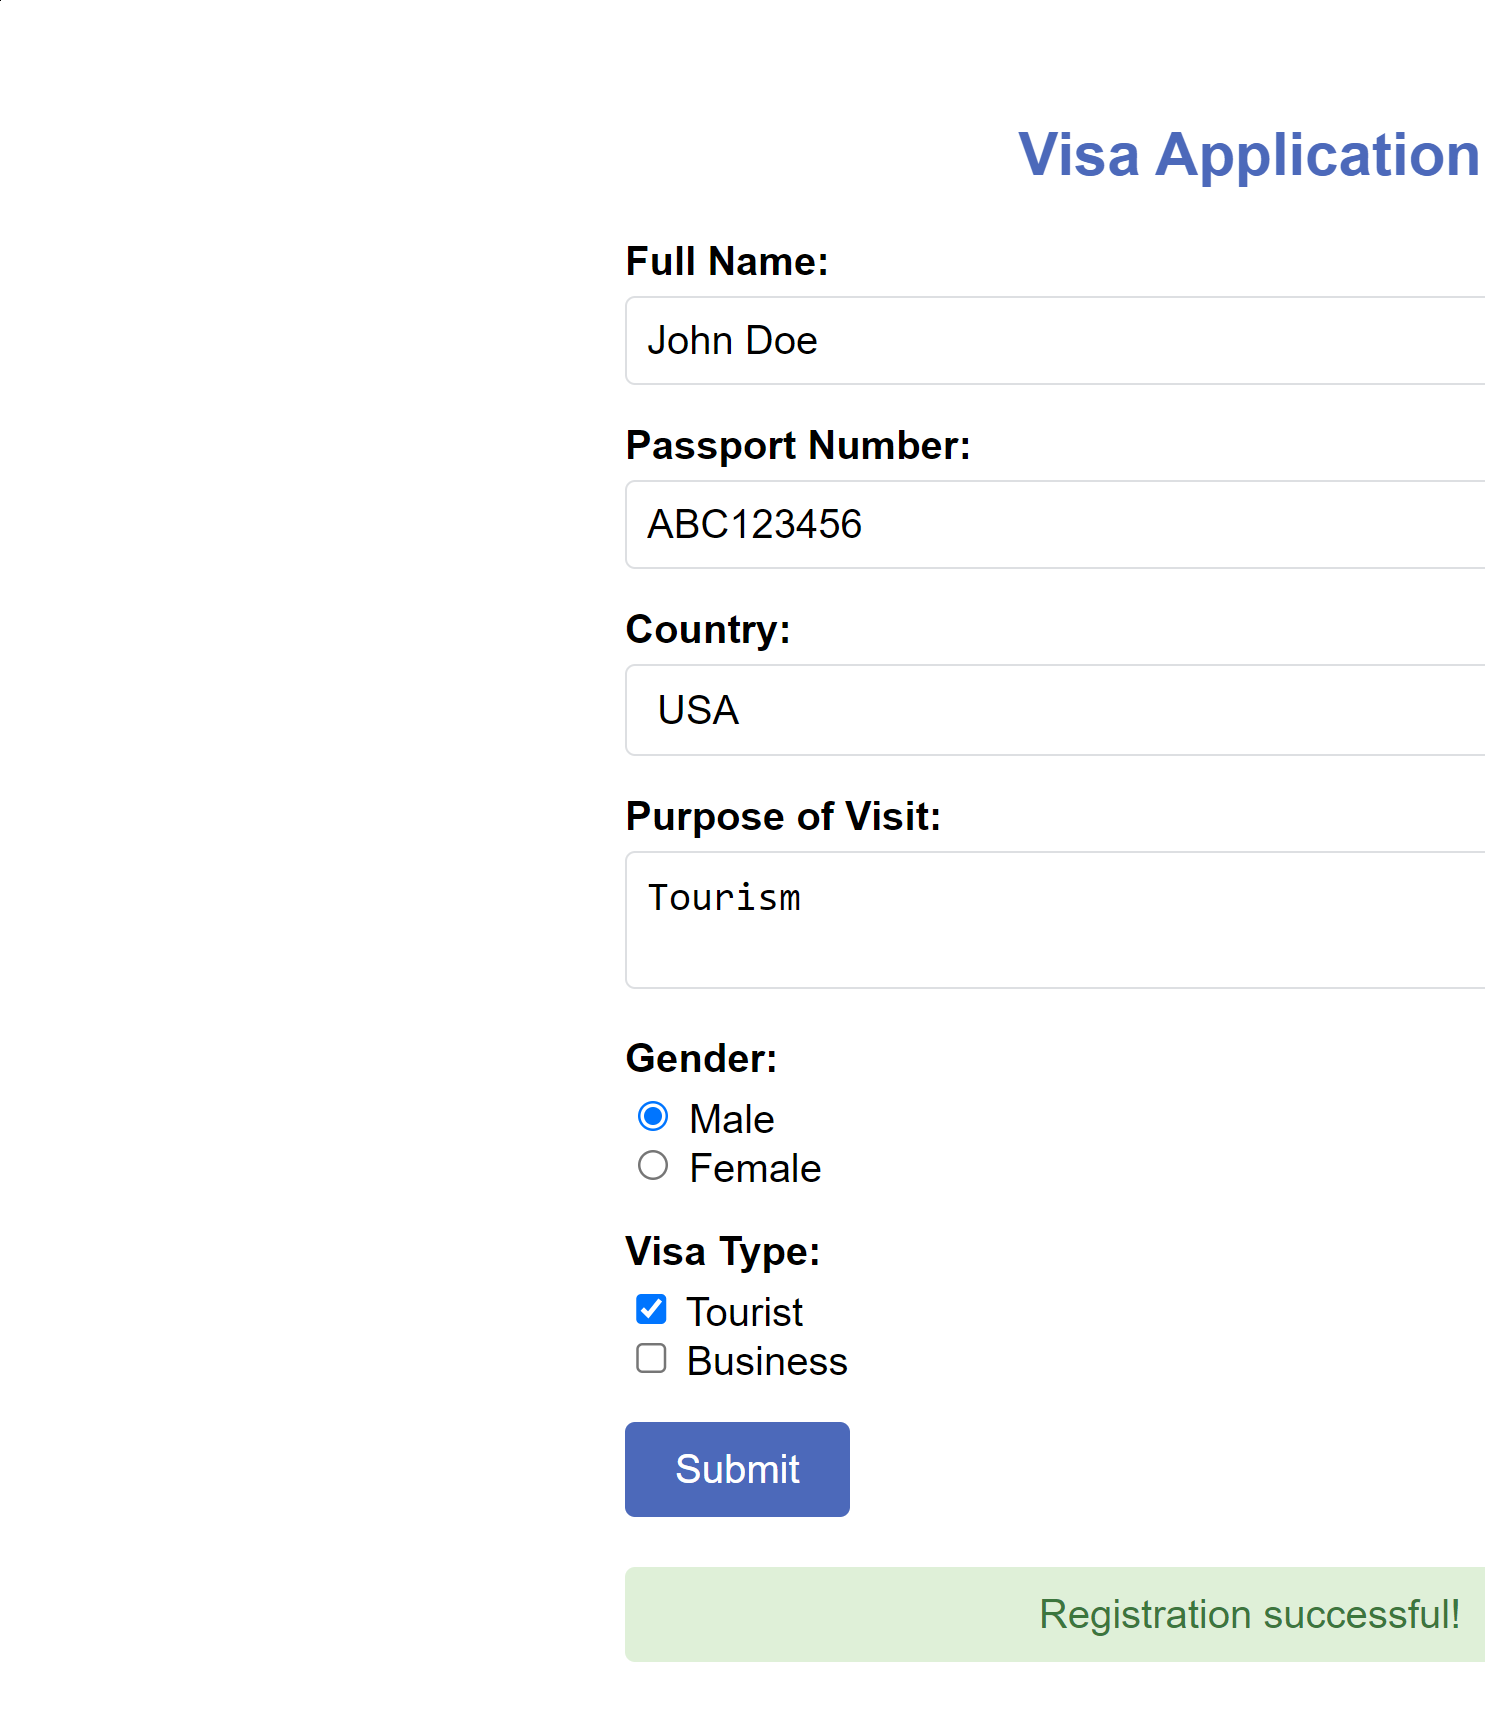 Visa Application
Full Name:
John Doe
Passport Number:
ABC123456
Country:
USA
Purpose of Visit:
Tourism
Gender:
Male
Female
Visa Type:
Tourist
Business
Submit
Registration successful!